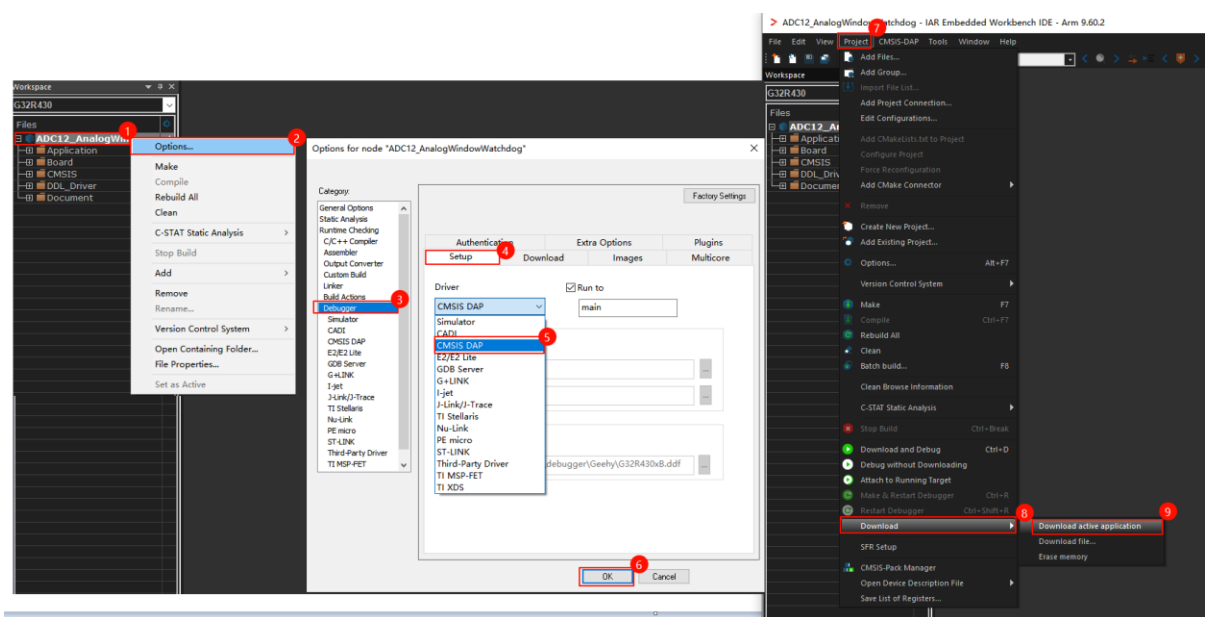 ADC12_AnalogWindowWatchdog - IAR Embedded Workbench IDE - Arm 9.60.2
7
File Edit View Project CMSIS-DAP Tools Window Help
Workspace
G32R430
Files
ADC12_An
Applicati
Board
CMSIS
DDL_Driv
Documen
Add Files...
Add Group...
Import File List...
Add Project Connection...
Edit Configurations...
Add CMakeLists.txt to Project
Configure Project
Force Reconfiguration
Add CMake Connector
Remove
Create New Project...
Add Existing Project...
Options... Alt+F7
Version Control System
Make F7
Compile Ctrl+F7
Rebuild All
Clean
Batch build... F8
Clean Browse Information
C-STAT Static Analysis
Stop Build Ctrl+Break
Download and Debug Ctrl+D
Debug without Downloading
Attach to Running Target
Make & Restart Debugger Ctrl+R
Restart Debugger Ctrl+Shift+R
8
Download
9
Download active application
Download file...
Erase memory
SFR Setup
CMSIS-Pack Manager
Open Device Description File
Save List of Registers...
Workspace
G32R430
Files
1
ADC12_AnalogWin
Application
Board
CMSIS
DDL_Driver
Document
2
Options...
Make
Compile
Rebuild All
Clean
C-STAT Static Analysis
Stop Build
Add
Remove
Rename...
Version Control System
Open Containing Folder...
File Properties...
Set as Active
Options for node "ADC12_AnalogWindowWatchdog"
Category:
General Options
Static Analysis
Runtime Checking
C/C++ Compiler
Assembler
Output Converter
Custom Build
Linker
Build Actions
3
Debugger
Simulator
CADI
CMSIS DAP
E2/E2 Lite
GDB Server
G+LINK
I-jet
J-Link/J-Trace
TI Stellaris
Nu-Link
PE micro
ST-LINK
Third-Party Driver
TI MSP-FET
Factory Settings
Authentication Extra Options Plugins
4
Setup Download Images Multicore
Driver
Run to
CMSIS DAP
main
Simulator
CADI
5
CMSIS DAP
E2/E2 Lite
GDB Server
G+LINK
I-jet
J-Link/J-Trace
TI Stellaris
Nu-Link
PE micro
ST-LINK
Third-Party Driver
TI MSP-FET
TI XDS
...
...
debugger\Geehy\G32R430xB.ddf
...
6
OK Cancel